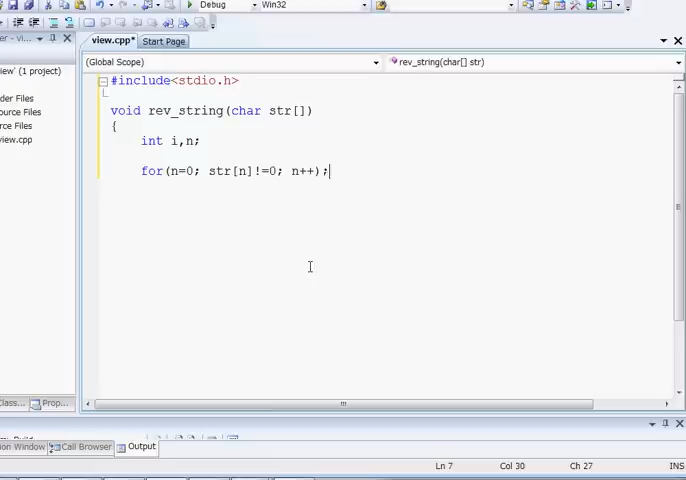 Debug
Win32
view.cpp*
Start Page
(Global Scope)
rev_string(char[] str)
#include<stdio.h>
void rev_string(char str[])
{
int i,n;
for(n=0; str[n]!=0; n++);
(1 project)
der Files
ource Files
rce Files
view.cpp
Class...
Prop...
ion Window
Call Browser
Output
Ln 7
Col 30
Ch 27
INS